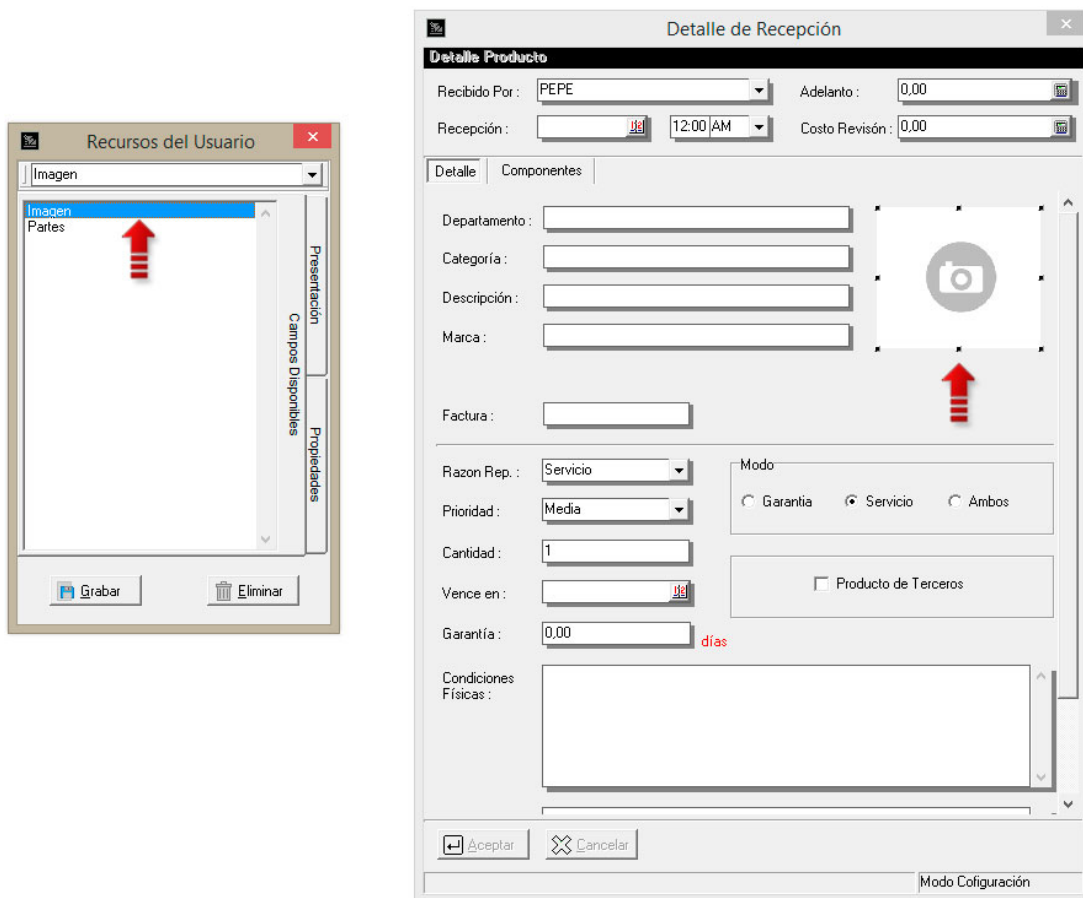 Recursos del Usuario
Imagen
Imagen
Partes
Presentación
Campos Disponibles
Propiedades
Grabar
Eliminar
Detalle de Recepción
Detalle Producto
Recibido Por : PEPE Adelanto : 0,00
Recepción : 12:00 AM Costo Revisón : 0,00
Detalle Componentes
Departamento :
Categoría :
Descripción :
Marca :
Factura :
Razon Rep. : Servicio Modo
Garantia Servicio Ambos
Prioridad : Media
Cantidad : 1
Producto de Terceros
Vence en :
Garantía : 0,00 días
Condiciones
Físicas :
Aceptar Cancelar
Modo Cofiguración